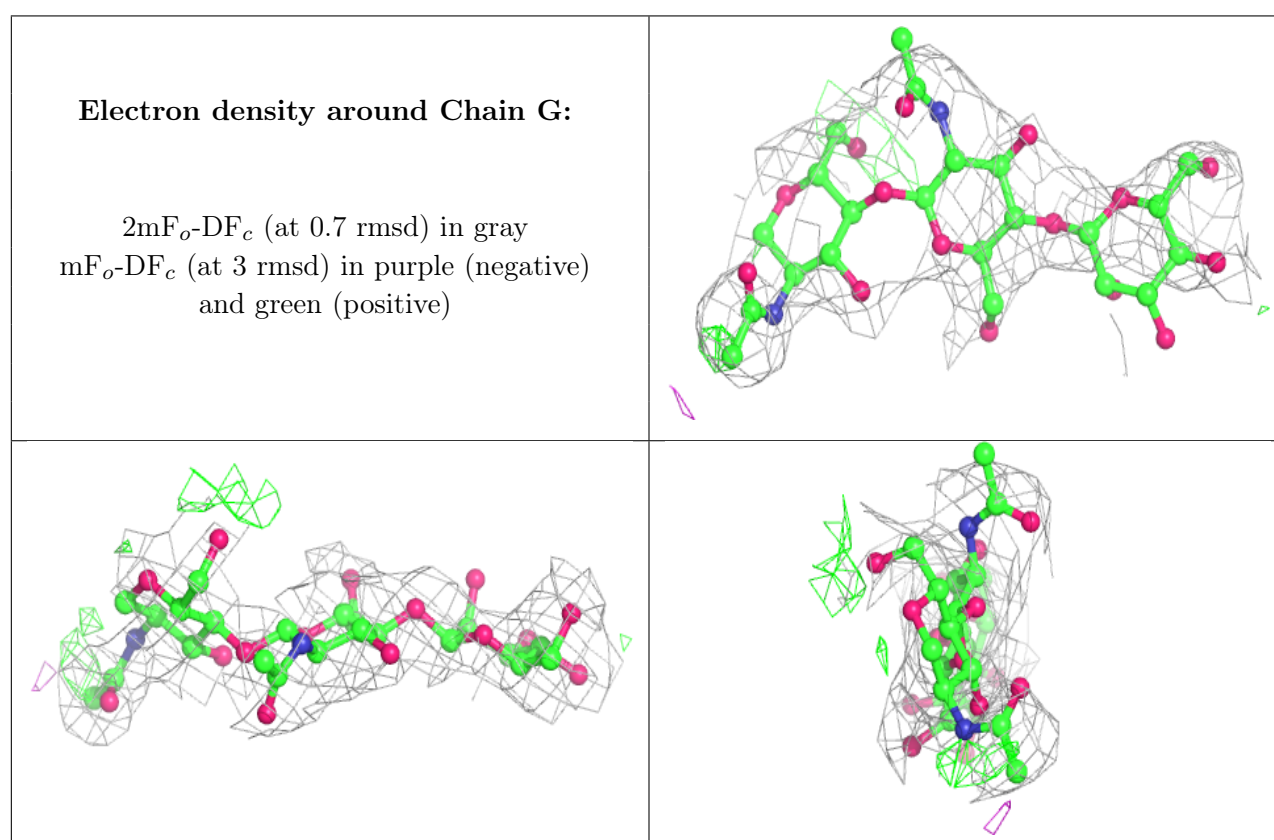 Electron density around Chain G:
2mFo-DFc (at 0.7 rmsd) in gray
mFo-DFc (at 3 rmsd) in purple (negative)
and green (positive)